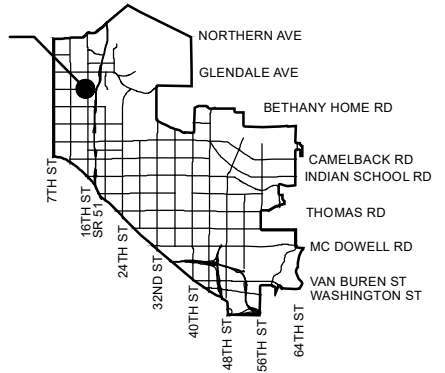 NORTHERN AVE
GLENDALE AVE
BETHANY HOME RD
CAMELBACK RD
INDIAN SCHOOL RD
THOMAS RD
MC DOWELL RD
VAN BUREN ST
WASHINGTON ST
7TH ST
16TH ST
SR 51
24TH ST
32ND ST
40TH ST
48TH ST
56TH ST
64TH ST